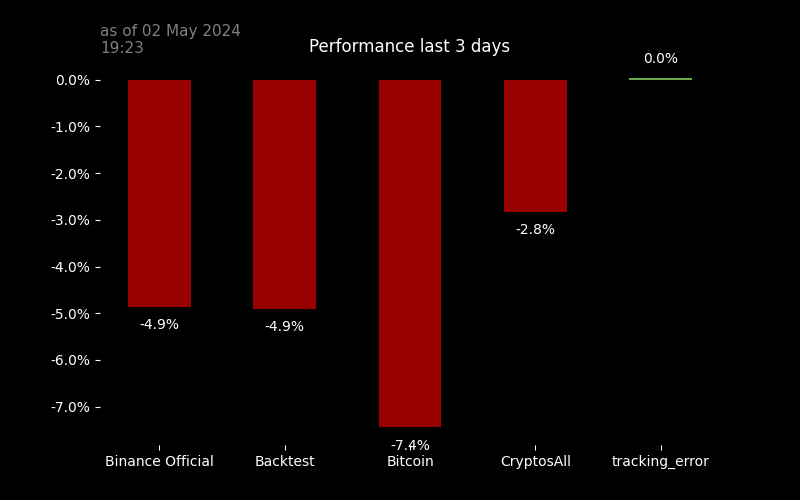 as of 02 May 2024
19:23
Performance last 3 days
0.0%
0.0%
-1.0%
-2.0%
-3.0%
-4.0%
-5.0%
-6.0%
-7.0%
-2.8%
-4.9%
-4.9%
-7.4%
Binance Official
Backtest
Bitcoin
CryptosAll
tracking_error